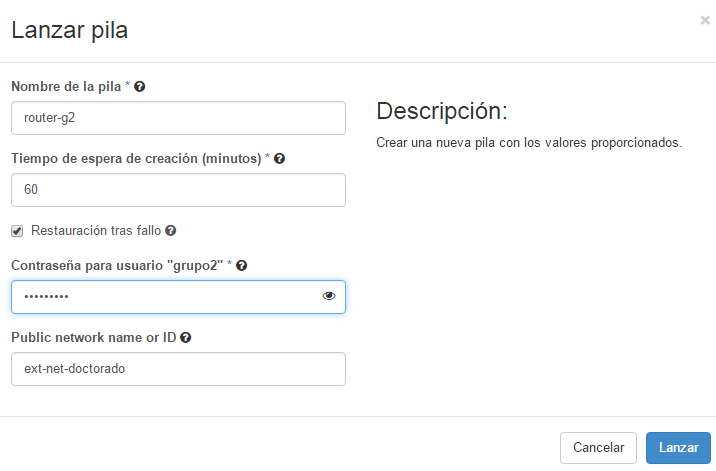 Lanzar pila
×
Nombre de la pila *
router-g2
Tiempo de espera de creación (minutos) *
60
Restauración tras fallo
Contraseña para usuario "grupo2" *
•••••••••
Public network name or ID
ext-net-doctorado
Descripción:
Crear una nueva pila con los valores proporcionados.
Cancelar
Lanzar